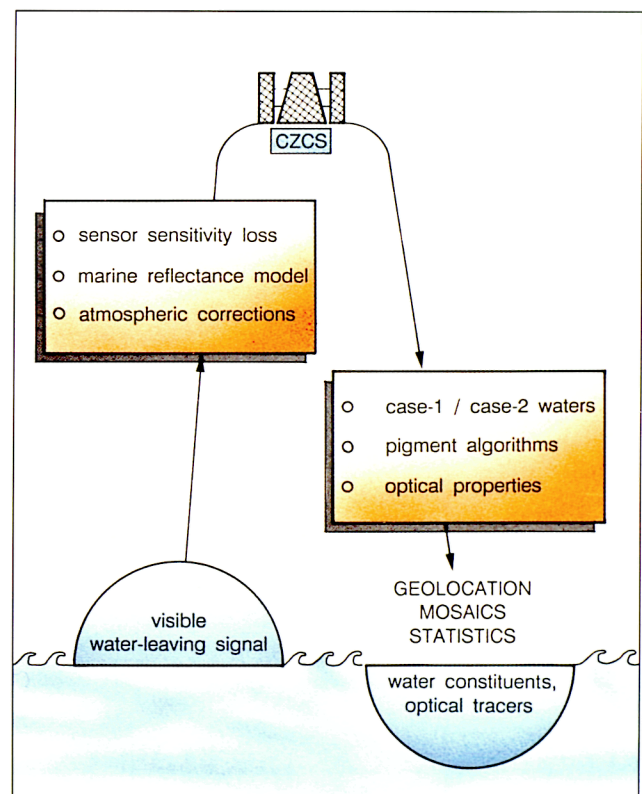 CZCS
sensor sensitivity loss
marine reflectance model
atmospheric corrections
case-1 / case-2 waters
pigment algorithms
optical properties
GEOLOCATION
MOSAICS
STATISTICS
visible
water-leaving signal
water constituents,
optical tracers